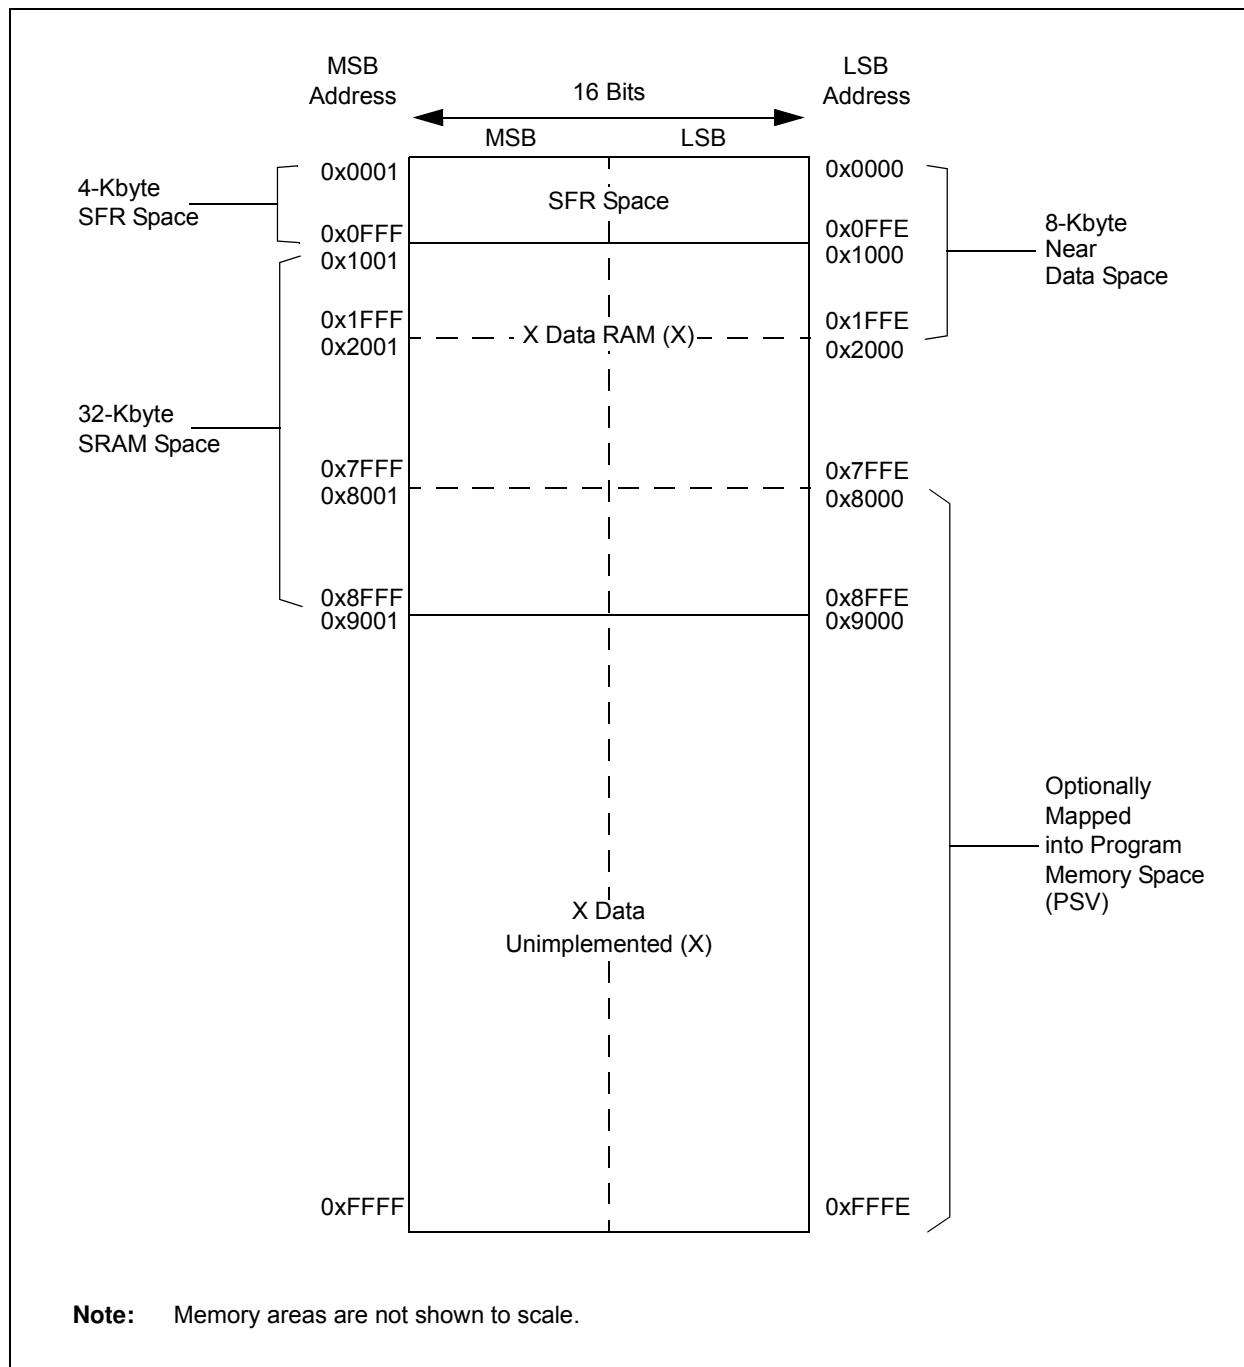 MSB
Address
LSB
Address
16 Bits
MSB
LSB
0x0001
0x0000
4-Kbyte
SFR Space
SFR Space
0x0FFF
0x0FFE
0x1001
0x1000
8-Kbyte
Near
Data Space
0x1FFF
0x1FFE
X Data RAM (X)
0x2001
0x2000
32-Kbyte
SRAM Space
0x7FFF
0x7FFE
0x8001
0x8000
0x8FFF
0x8FFE
0x9001
0x9000
Optionally
Mapped
into Program
Memory Space
(PSV)
X Data
Unimplemented (X)
0xFFFF
0xFFFE
Note: Memory areas are not shown to scale.